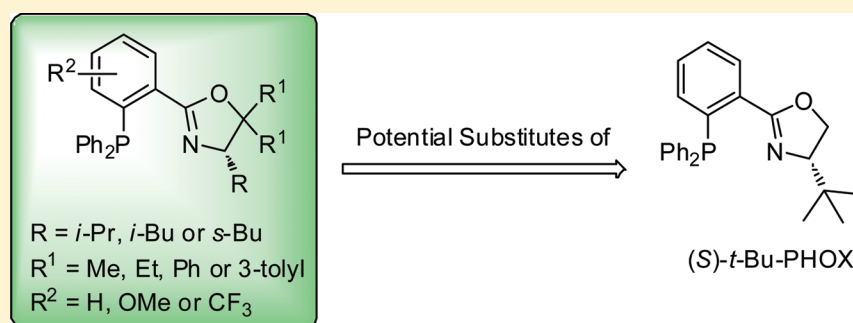 R²
O
R¹
R¹
N
Ph₂P
R
R = i-Pr, i-Bu or s-Bu
R¹ = Me, Et, Ph or 3-tolyl
R² = H, OMe or CF₃
Potential Substitutes of
O
N
Ph₂P
(S)-t-Bu-PHOX